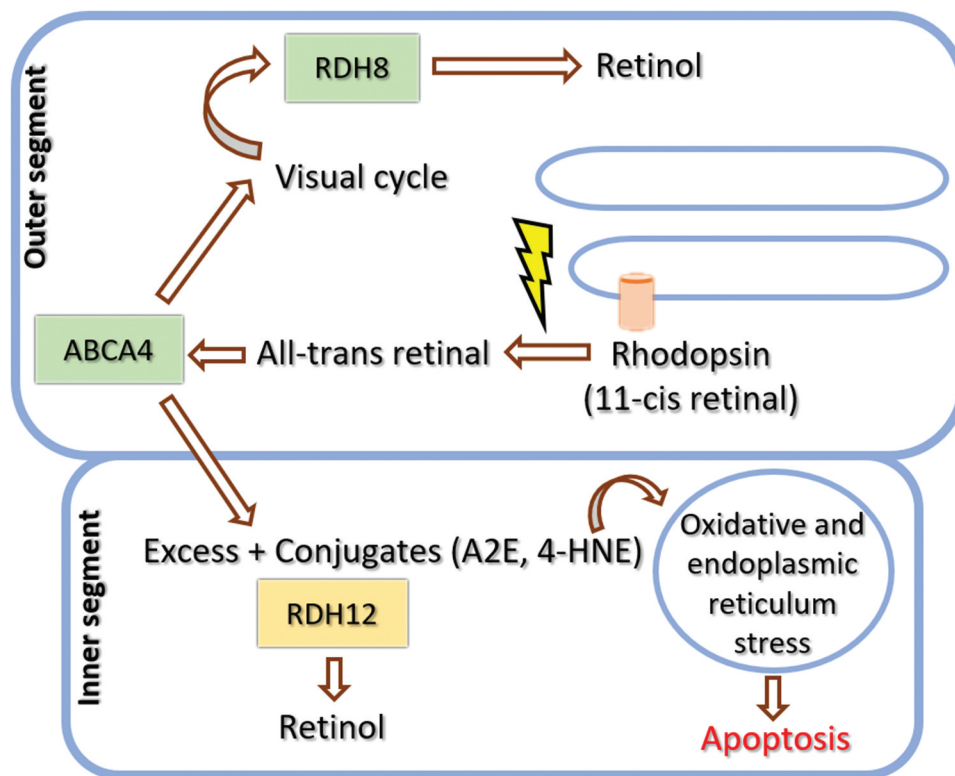 Outer segment
RDH8
Retinol
Visual cycle
ABCA4
All-trans retinal
Rhodopsin
(11-cis retinal)
Inner segment
Excess + Conjugates (A2E, 4-HNE)
RDH12
Retinol
Oxidative and
endoplasmic
reticulum
stress
Apoptosis